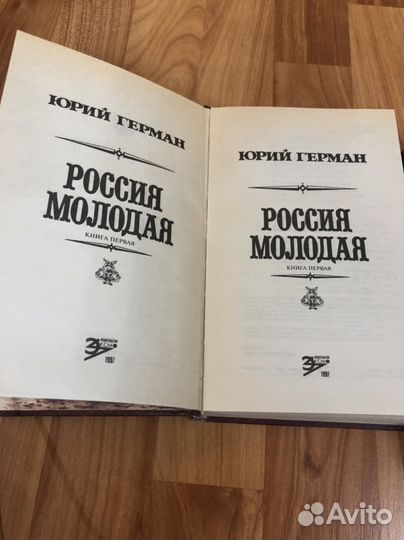 ЮРИЙ ГЕРМАН
РОССИЯ
МОЛОДАЯ
КНИГА ПЕРВАЯ
1997
ЮРИЙ ГЕРМАН
РОССИЯ
МОЛОДАЯ
КНИГА ПЕРВАЯ
1997
Avito